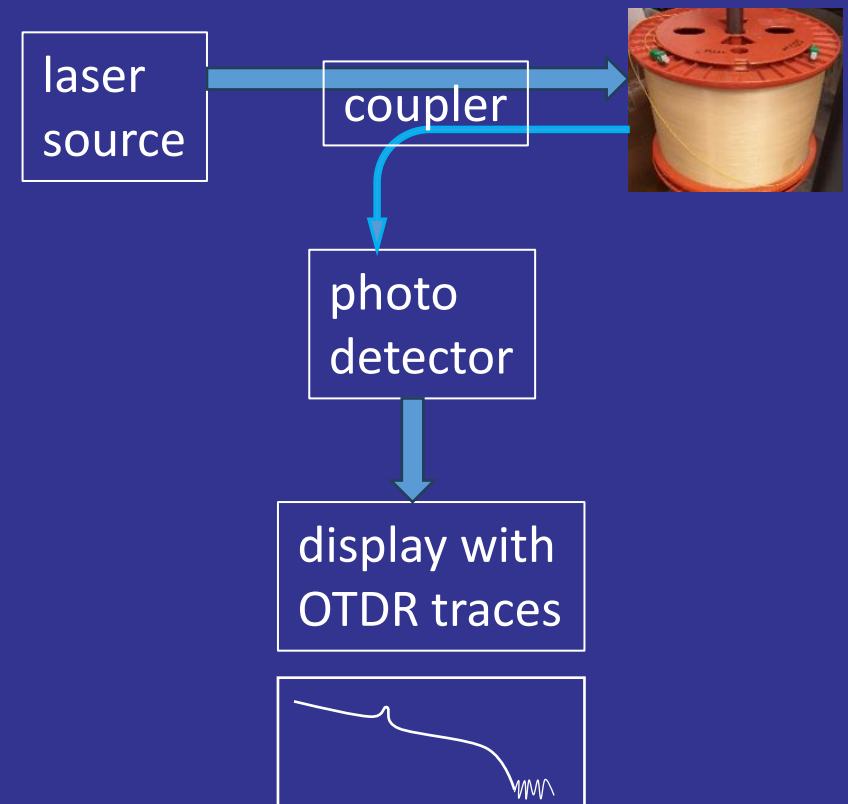 laser
source
coupler
photo
detector
display with
OTDR traces